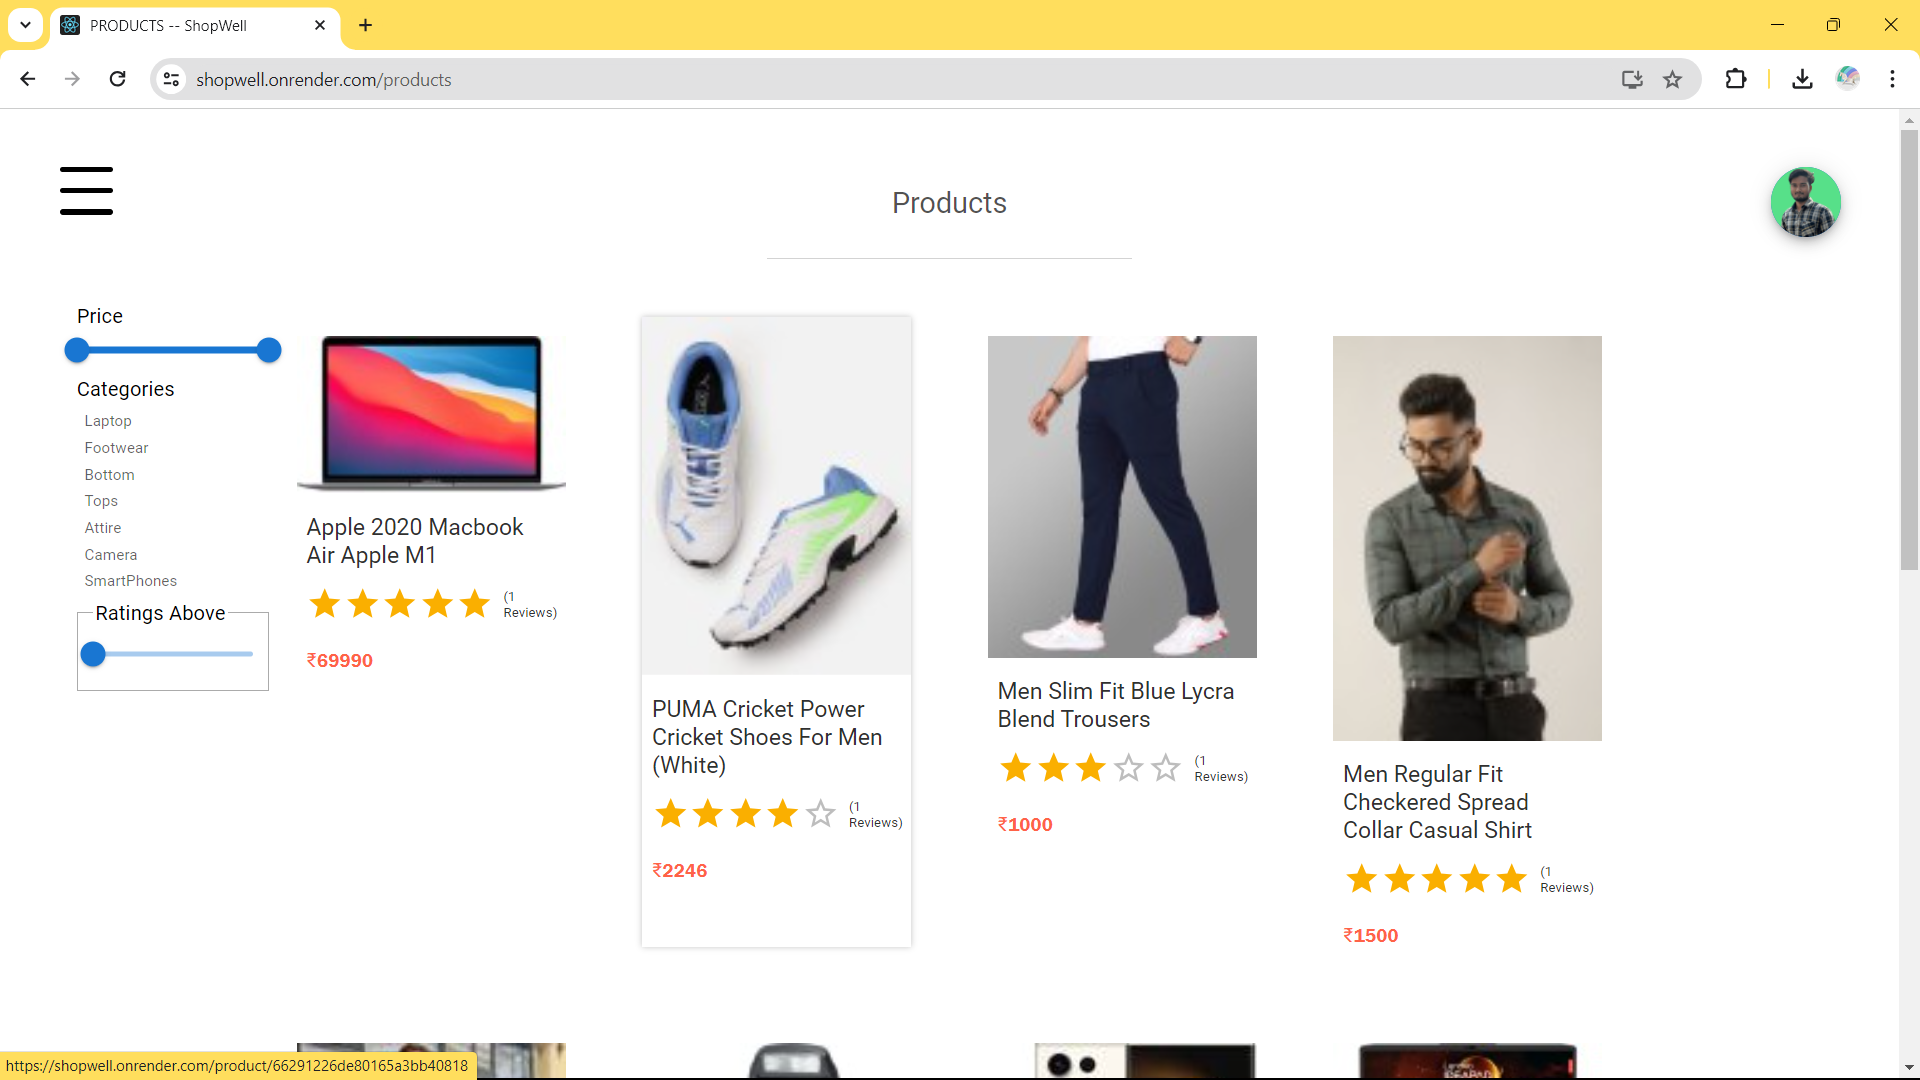 PRODUCTS -- ShopWell
shopwell.onrender.com/products
Products
Price
Categories
Laptop
Footwear
Bottom
Tops
Attire
Camera
SmartPhones
Ratings Above
Apple 2020 Macbook
Air Apple M1
(1
Reviews)
₹69990
PUMA Cricket Power
Cricket Shoes For Men
(White)
(1
Reviews)
₹2246
Men Slim Fit Blue Lycra
Blend Trousers
(1
Reviews)
₹1000
Men Regular Fit
Checkered Spread
Collar Casual Shirt
(1
Reviews)
₹1500
https://shopwell.onrender.com/product/66291226de80165a3bb40818